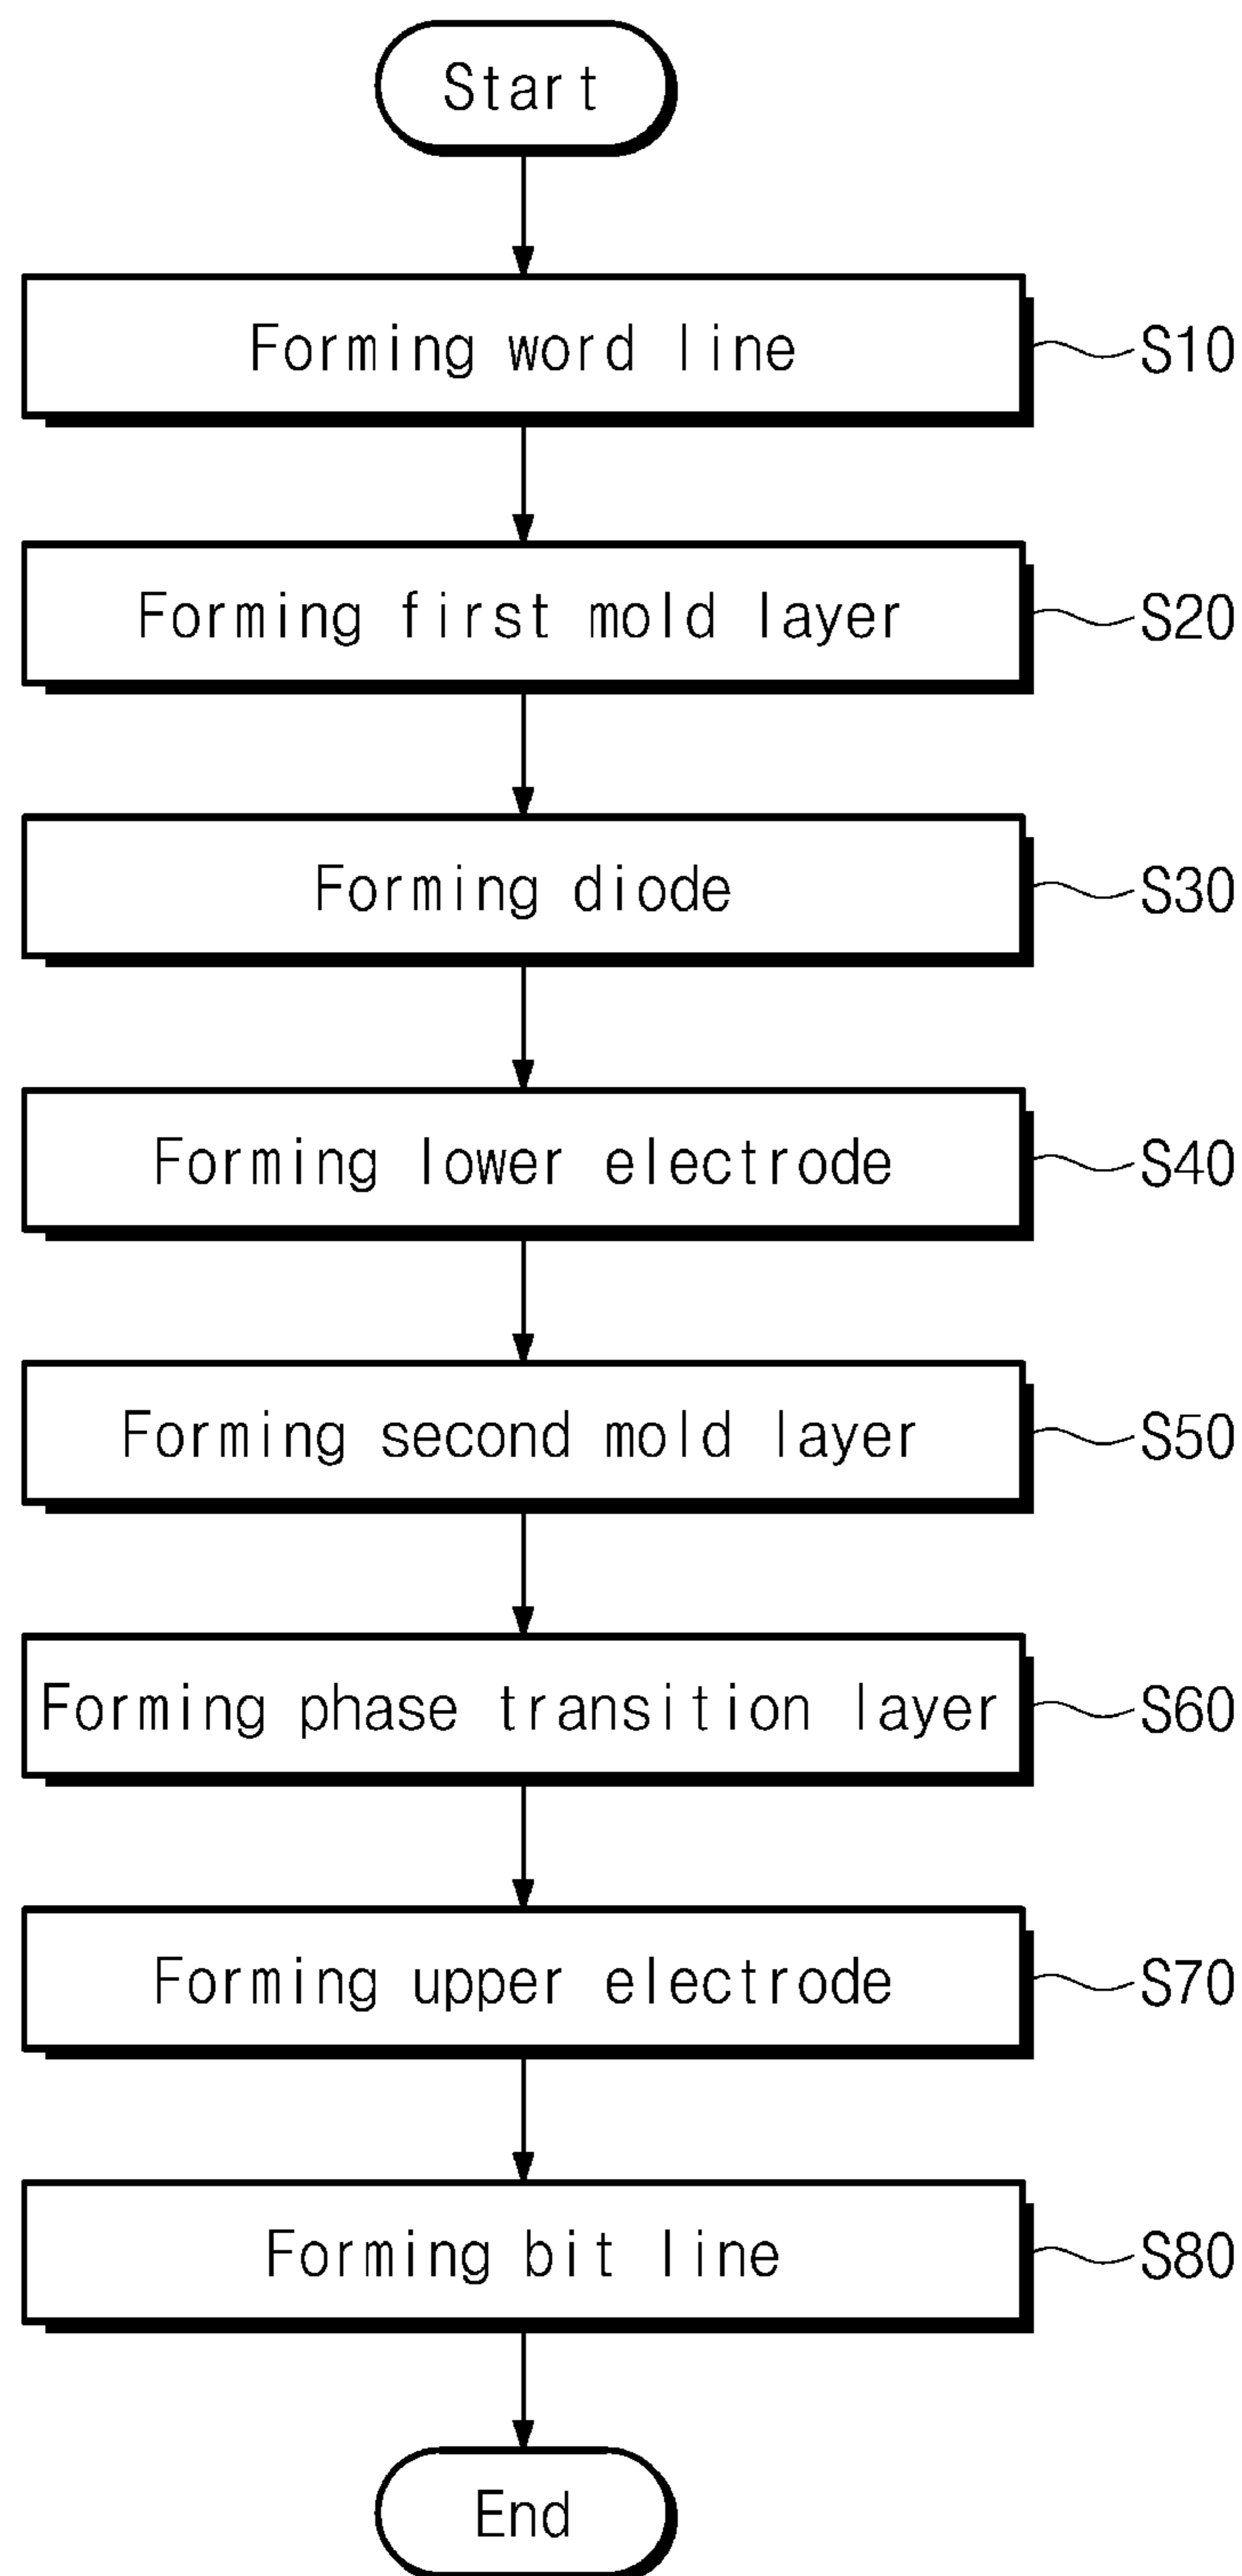 Start
Forming word line
S10
Forming first mold layer
S20
Forming diode
S30
Forming lower electrode
S40
Forming second mold layer
S50
Forming phase transition layer
S60
Forming upper electrode
S70
Forming bit line
S80
End